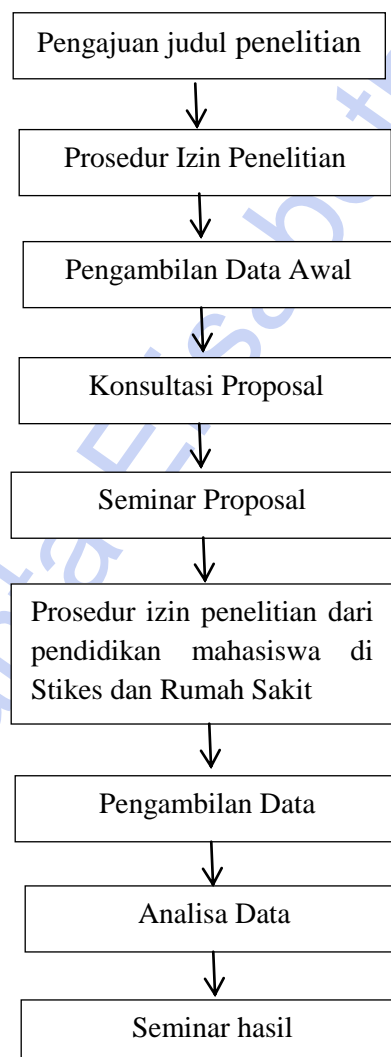 Pengajuan judul penelitian
Prosedur Izin Penelitian
Pengambilan Data Awal
Konsultasi Proposal
Seminar Proposal
Prosedur izin penelitian dari
pendidikan mahasiswa di
Stikes dan Rumah Sakit
Pengambilan Data
Analisa Data
Seminar hasil